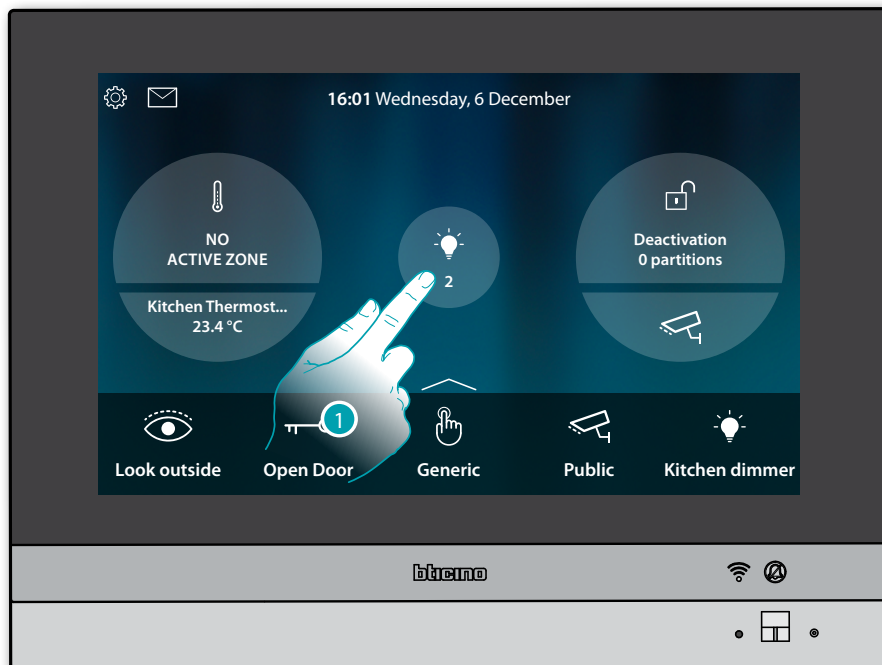 16:01 Wednesday, 6 December
NO
ACTIVE ZONE
Kitchen Thermost...
23.4 °C
2
Deactivation
0 partitions
1
Look outside
Open Door
Generic
Public
Kitchen dimmer
bticino